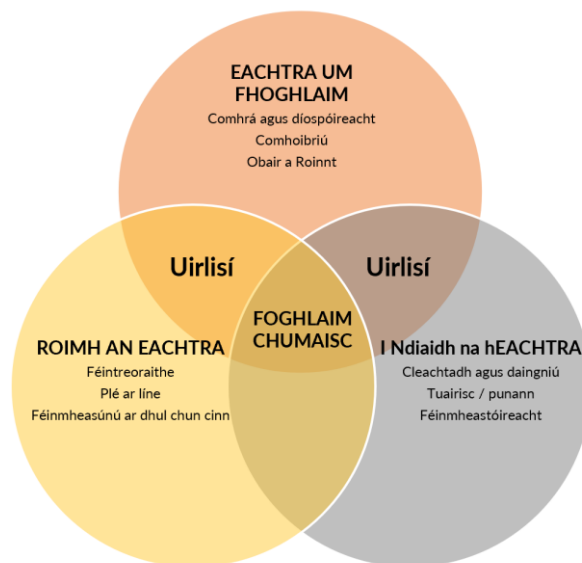 EACHTRA UM
FHOGHLAIM
Comhrá agus díospóireacht
Comhoibriú
Obair a Roinnt
Uirlisí
Uirlisí
FOGHLAIM
CHUMAISC
ROIMH AN EACHTRA
Féintreoraithe
Plé ar líne
Féinmheasúnú ar dhul chun cinn
I Ndiaidh na hEACHTRA
Cleachtadh agus daingniú
Tuairisc / punann
Féinmheastóireacht